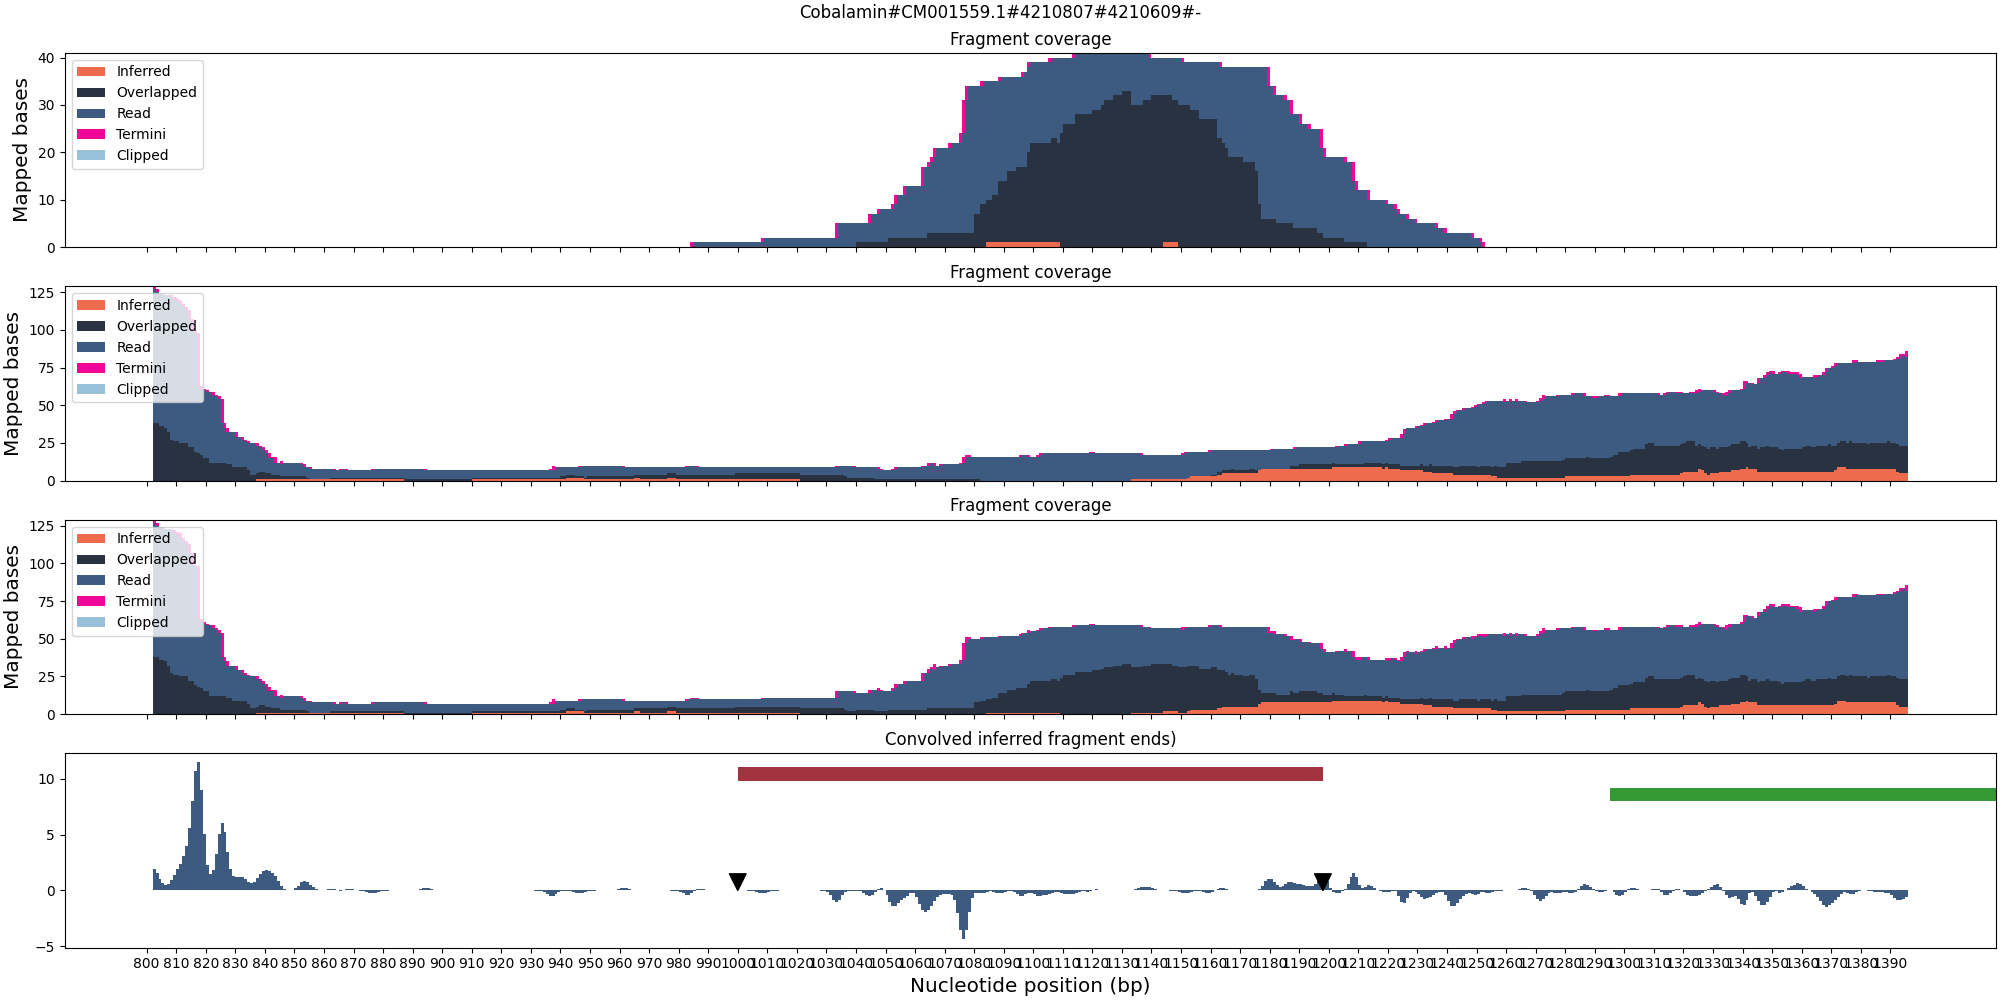 Cobalamin#CM001559.1#4210807#4210609#-
Fragment coverage
Mapped bases
40
30
20
10
0
Inferred
Overlapped
Read
Termini
Clipped
Fragment coverage
Mapped bases
125
100
75
50
25
0
Inferred
Overlapped
Read
Termini
Clipped
Fragment coverage
Mapped bases
125
100
75
50
25
0
Inferred
Overlapped
Read
Termini
Clipped
Convolved inferred fragment ends)
10
5
0
−5
800 810 820 830 840 850 860 870 880 890 900 910 920 930 940 950 960 970 980 990 1000 1010 1020 1030 1040 1050 1060 1070 1080 1090 1100 1110 1120 1130 1140 1150 1160 1170 1180 1190 1200 1210 1220 1230 1240 1250 1260 1270 1280 1290 1300 1310 1320 1330 1340 1350 1360 1370 1380 1390
Nucleotide position (bp)